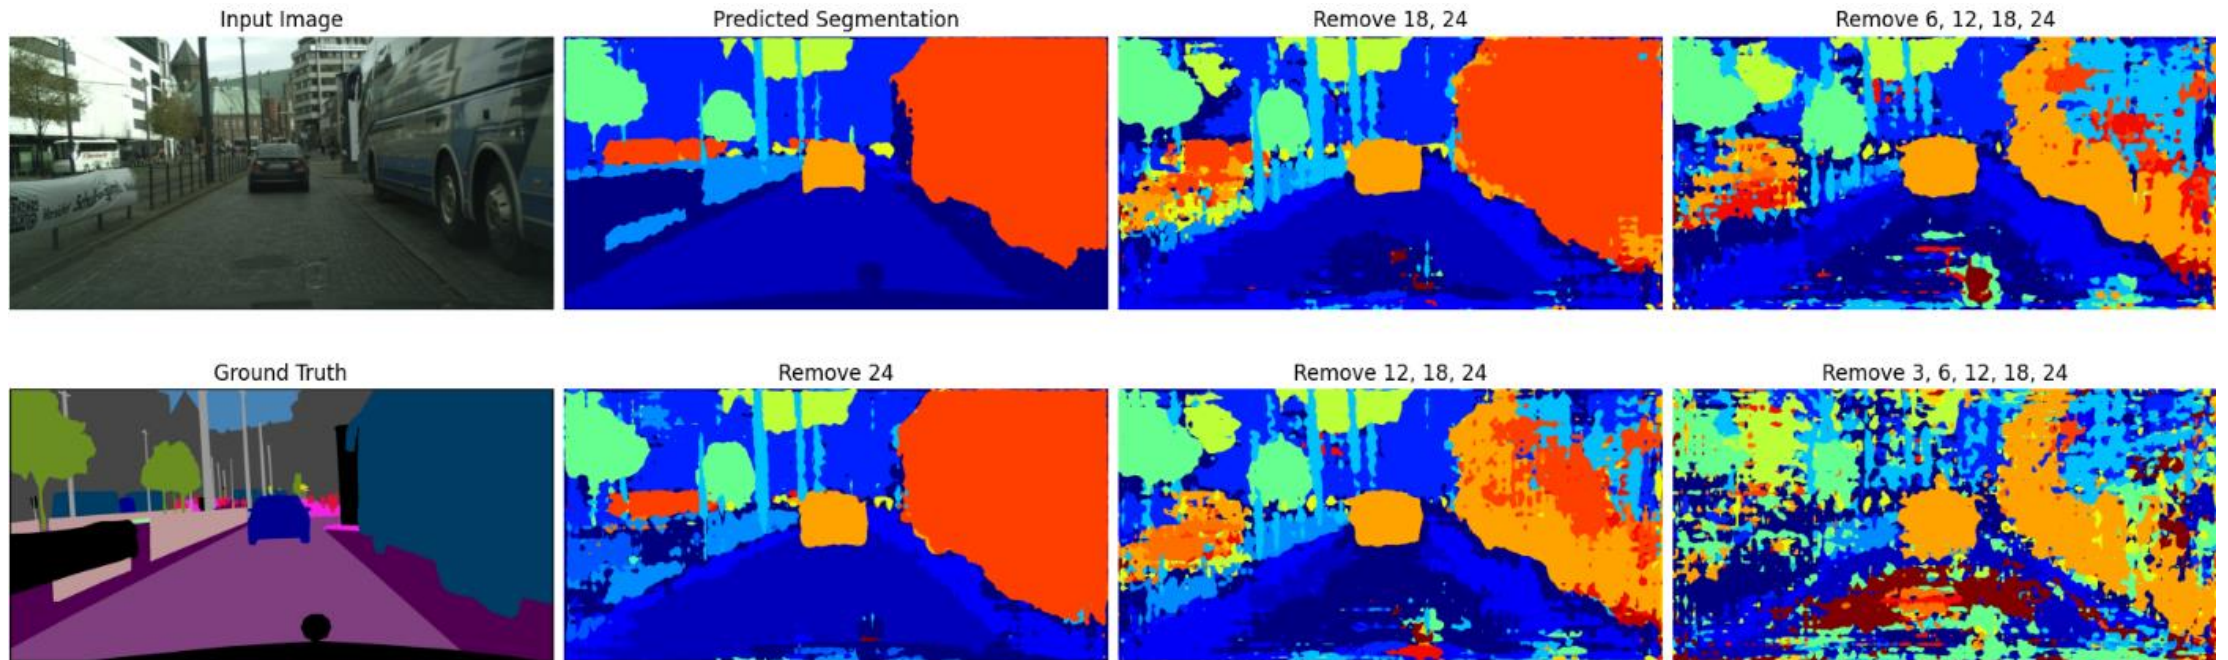 Input Image
Predicted Segmentation
Remove 18, 24
Remove 6, 12, 18, 24
Ground Truth
Remove 24
Remove 12, 18, 24
Remove 3, 6, 12, 18, 24